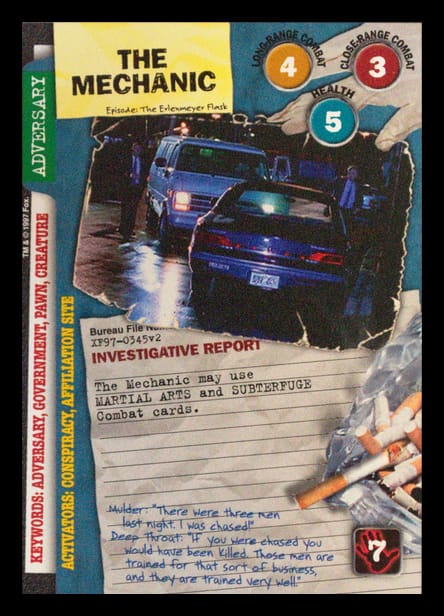 THE
MECHANIC
Episode: The Erlenmeyer Flask
LONG-RANGE COMBAT
4
CLOSE-RANGE COMBAT
3
HEALTH
5
ADVERSARY
TM & © 1997 Fox.
KEYWORDS: ADVERSARY, GOVERNMENT, PAWN, CREATURE
ACTIVATORS: CONSPIRACY, AFFILIATION SITE
Bureau File
XF97-0345v2
INVESTIGATIVE REPORT
The Mechanic may use
MARTIAL ARTS and SUBTERFUGE
Combat cards.
Mulder: "There were three men
last night. I was chased!"
Deep Throat: "If you were chased you
would have been killed. Those men are
trained for that sort of business,
and they are trained very well."
7